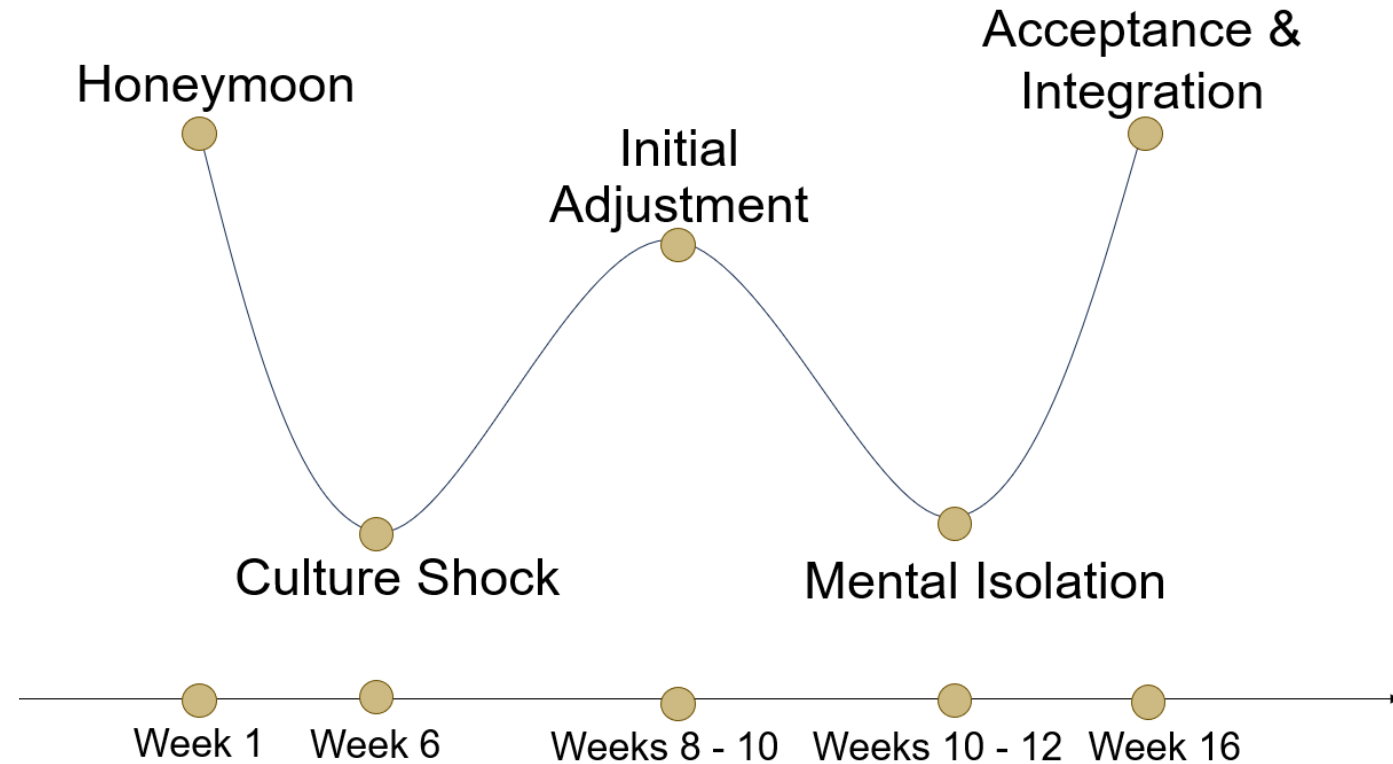 Honeymoon
Acceptance &
Integration
Initial
Adjustment
Culture Shock
Mental Isolation
Week 1
Week 6
Weeks 8 - 10
Weeks 10 - 12
Week 16